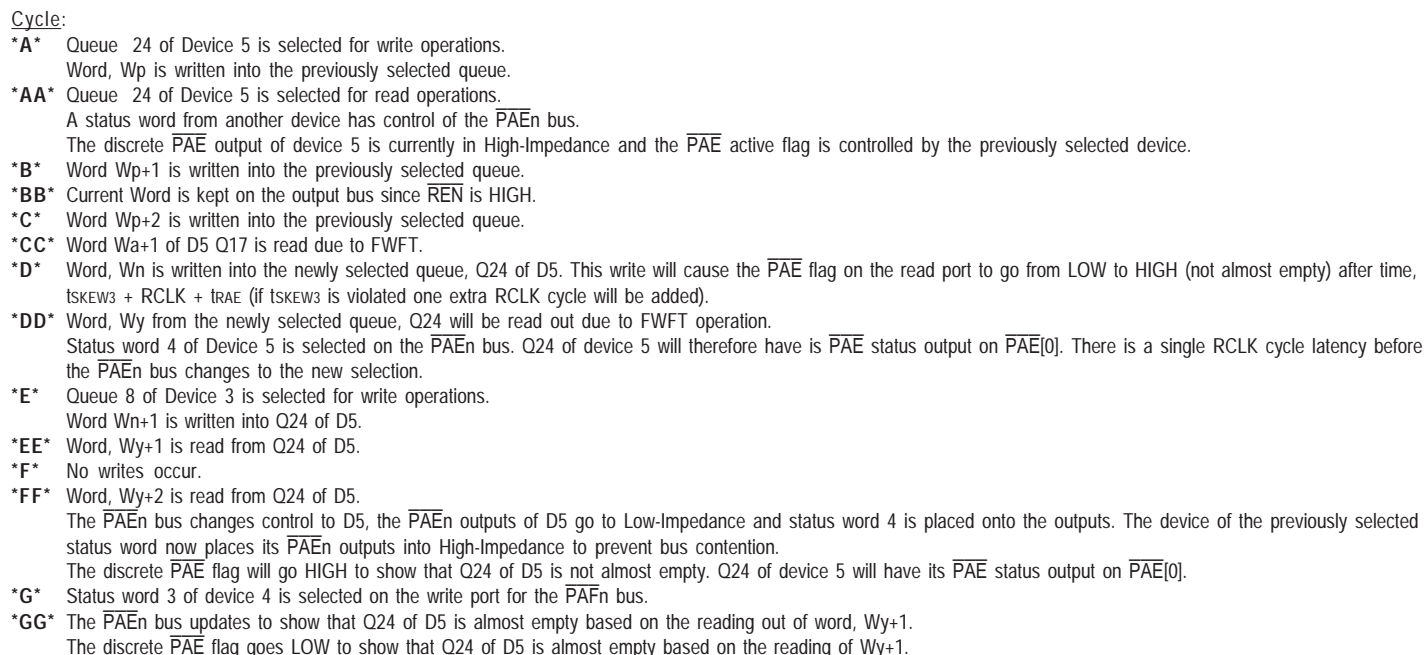 Cycle:
*A* Queue 24 of Device 5 is selected for write operations.
Word, Wp is written into the previously selected queue.
*AA* Queue 24 of Device 5 is selected for read operations.
A status word from another device has control of the PAEn bus.
The discrete PAE output of device 5 is currently in High-Impedance and the PAE active flag is controlled by the previously selected device.
*B* Word Wp+1 is written into the previously selected queue.
*BB* Current Word is kept on the output bus since REN is HIGH.
*C* Word Wp+2 is written into the previously selected queue.
*CC* Word Wa+1 of D5 Q17 is read due to FWFT.
*D* Word, Wn is written into the newly selected queue, Q24 of D5. This write will cause the PAE flag on the read port to go from LOW to HIGH (not almost empty) after time,
tSKEW3 + RCLK + tRAE (if tSKEW3 is violated one extra RCLK cycle will be added).
*DD* Word, Wy from the newly selected queue, Q24 will be read out due to FWFT operation.
Status word 4 of Device 5 is selected on the PAEn bus. Q24 of device 5 will therefore have is PAE status output on PAE[0]. There is a single RCLK cycle latency before
the PAEn bus changes to the new selection.
*E* Queue 8 of Device 3 is selected for write operations.
Word Wn+1 is written into Q24 of D5.
*EE* Word, Wy+1 is read from Q24 of D5.
*F* No writes occur.
*FF* Word, Wy+2 is read from Q24 of D5.
The PAEn bus changes control to D5, the PAEn outputs of D5 go to Low-Impedance and status word 4 is placed onto the outputs. The device of the previously selected
status word now places its PAEn outputs into High-Impedance to prevent bus contention.
The discrete PAE flag will go HIGH to show that Q24 of D5 is not almost empty. Q24 of device 5 will have its PAE status output on PAE[0].
*G* Status word 3 of device 4 is selected on the write port for the PAFn bus.
*GG* The PAEn bus updates to show that Q24 of D5 is almost empty based on the reading out of word, Wy+1.
The discrete PAE flag goes LOW to show that Q24 of D5 is almost empty based on the reading of Wy+1.